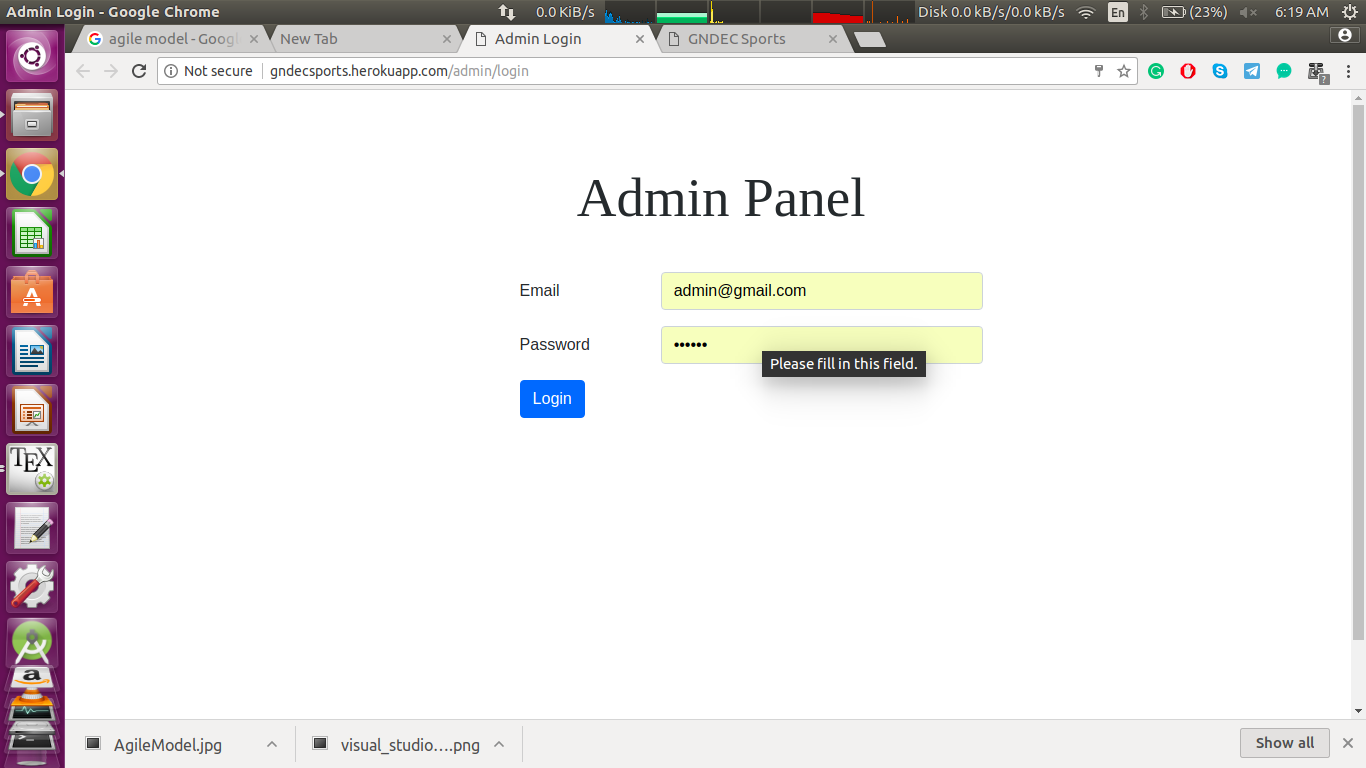 Admin Login - Google Chrome
0.0 KiB/s
Disk 0.0 kB/s/0.0 kB/s
En
(23%)
6:19 AM
agile model - Googl
New Tab
Admin Login
GNDEC Sports
Not secure
gndecsports.herokuapp.com/admin/login
Admin Panel
Email
admin@gmail.com
Password
••••••
Please fill in this field.
Login
TEX
AgileModel.jpg
visual_studio....png
Show all